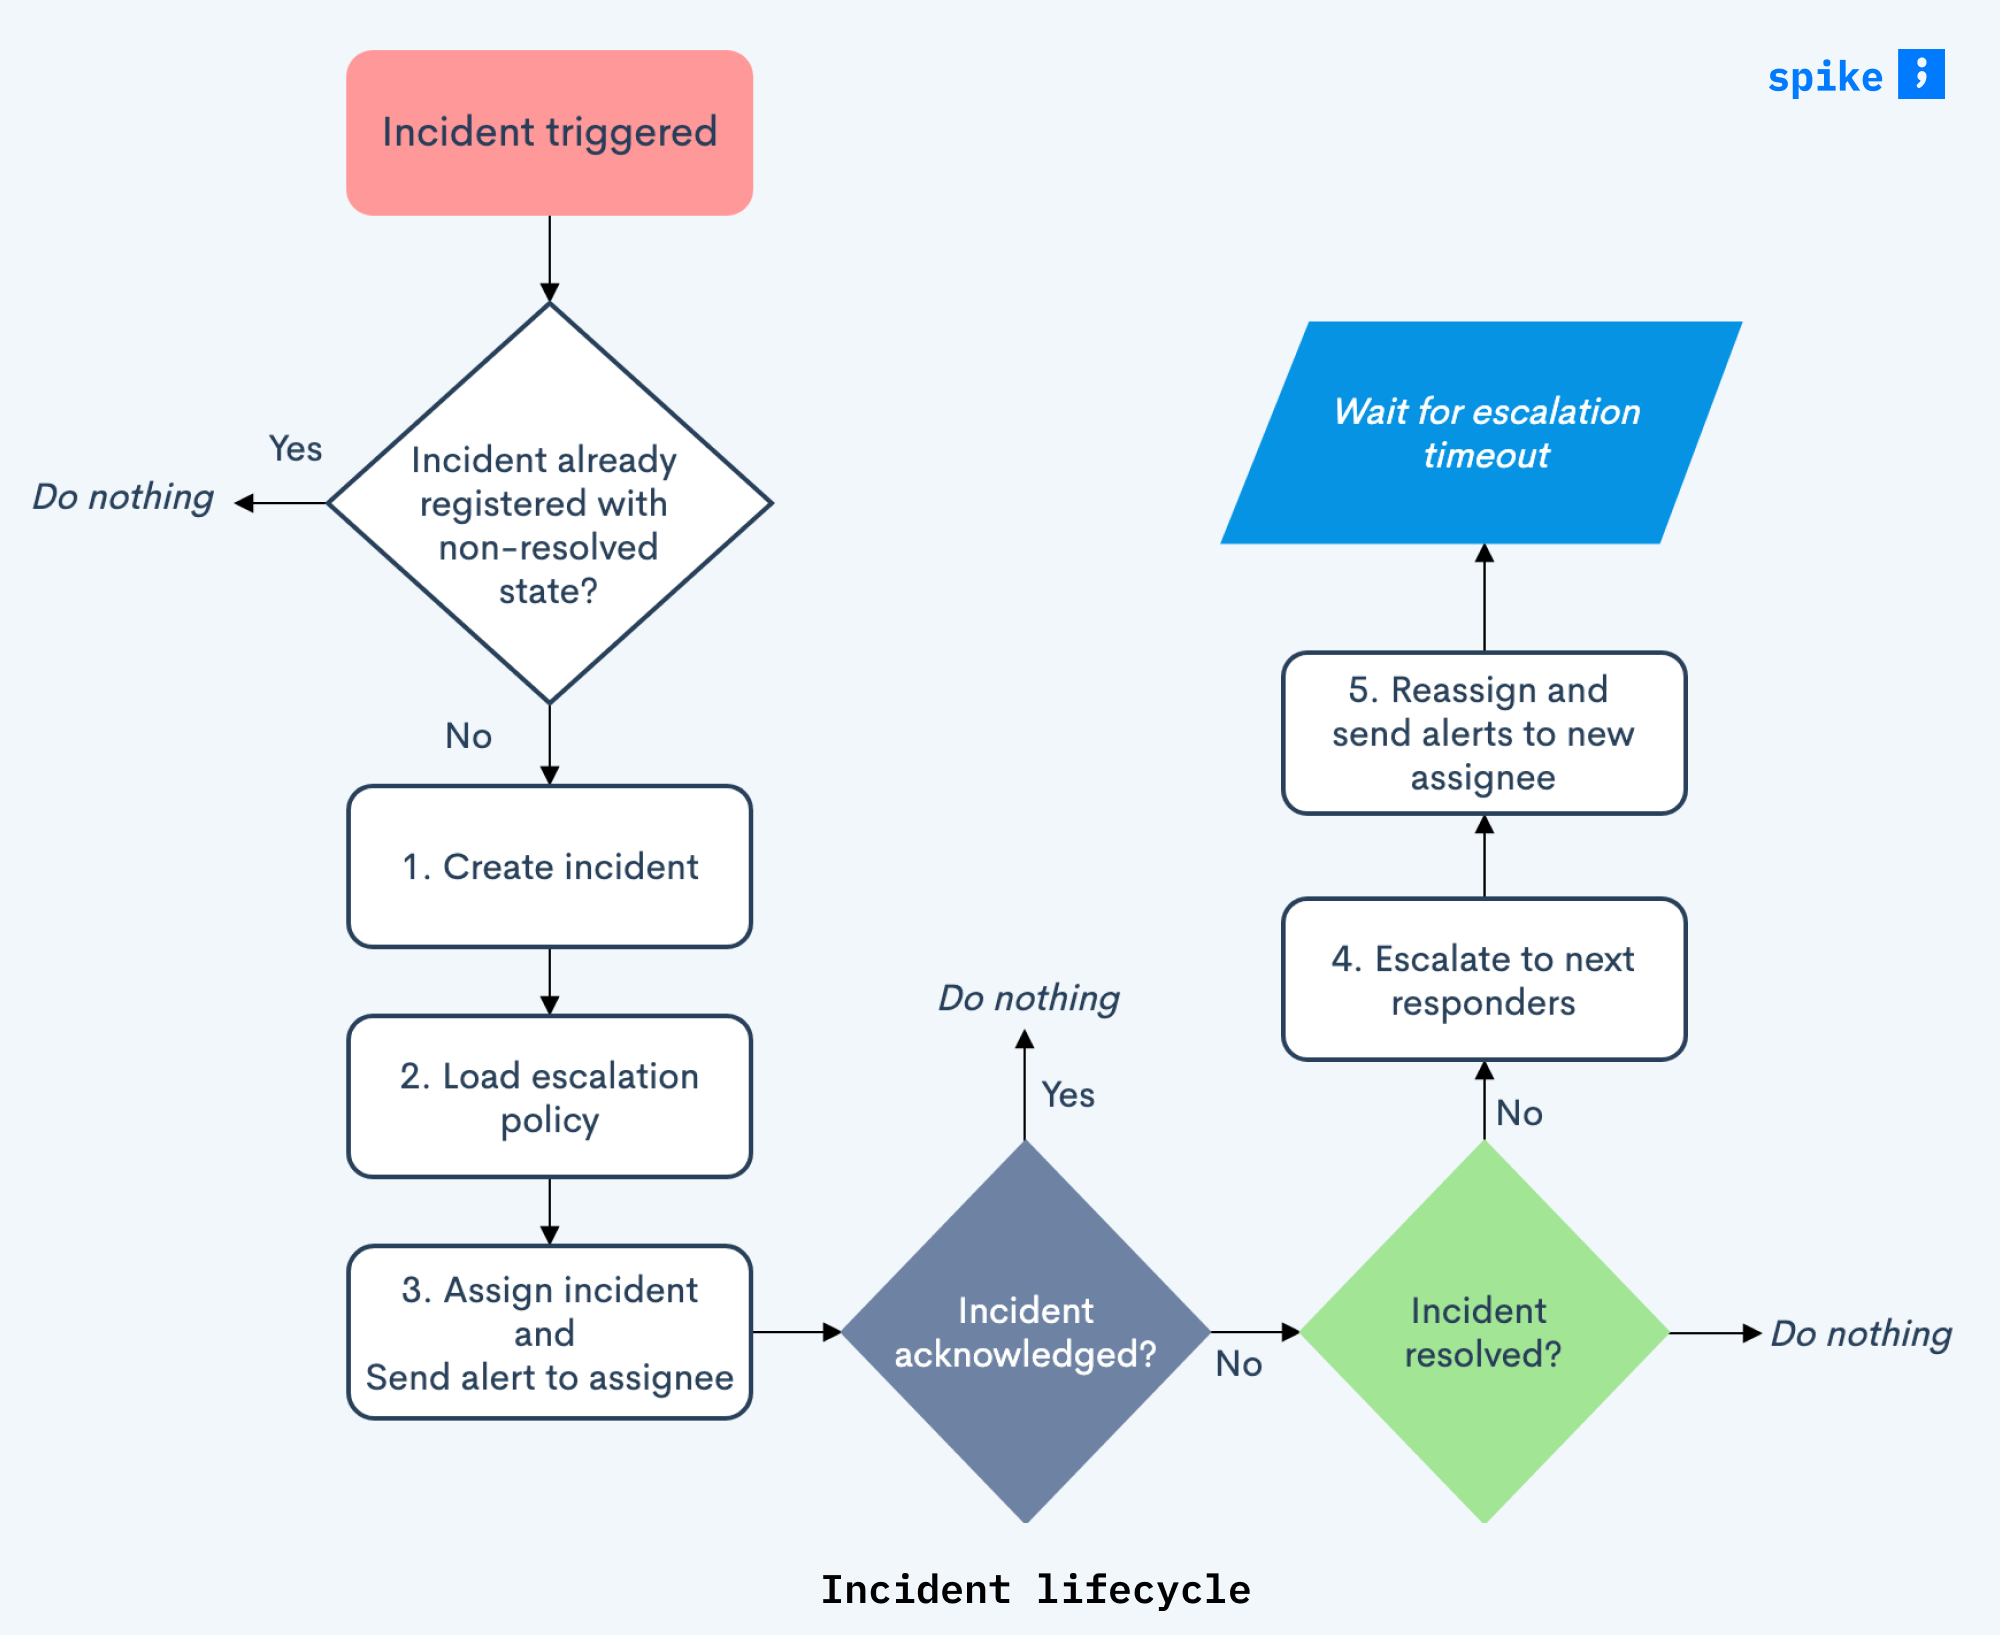 spike ;
Incident triggered
Yes
Do nothing
Incident already
registered with
non-resolved
state?
No
1. Create incident
2. Load escalation
policy
3. Assign incident
and
Send alert to assignee
Do nothing
Yes
Incident
acknowledged?
No
Incident
resolved?
Do nothing
No
4. Escalate to next
responders
5. Reassign and
send alerts to new
assignee
Wait for escalation
timeout
Incident lifecycle